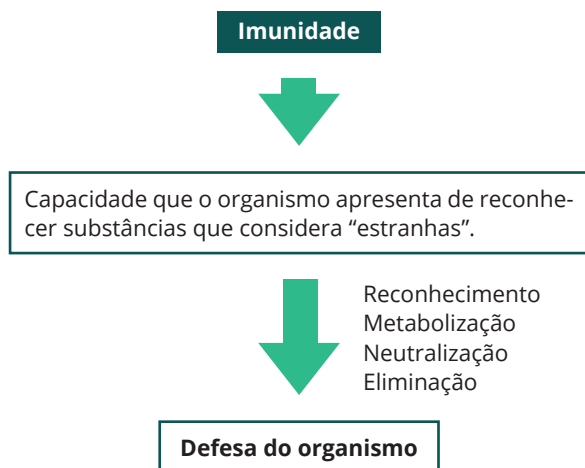 Imunidade
Capacidade que o organismo apresenta de reconhe-
cer substâncias que considera “estranhas”.
Reconhecimento
Metabolização
Neutralização
Eliminação
Defesa do organismo